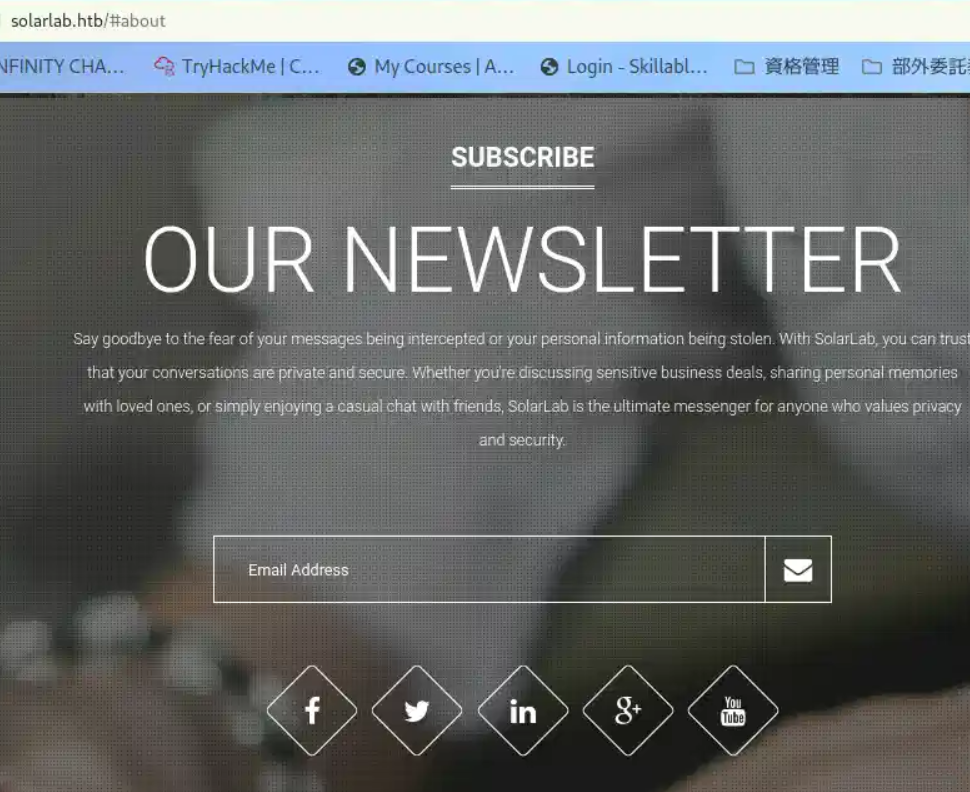 solarlab.htb/#about
NFINITY CHA... TryHackMe | C... My Courses | A... Login - Skillabl... 資格管理 部外委託
SUBSCRIBE
OUR NEWSLETTER
Say goodbye to the fear of your messages being intercepted or your personal information being stolen. With SolarLab, you can trust
that your conversations are private and secure. Whether you're discussing sensitive business deals, sharing personal memories
with loved ones, or simply enjoying a casual chat with friends, SolarLab is the ultimate messenger for anyone who values privacy
and security.
Email Address
f in g+ You
Tube